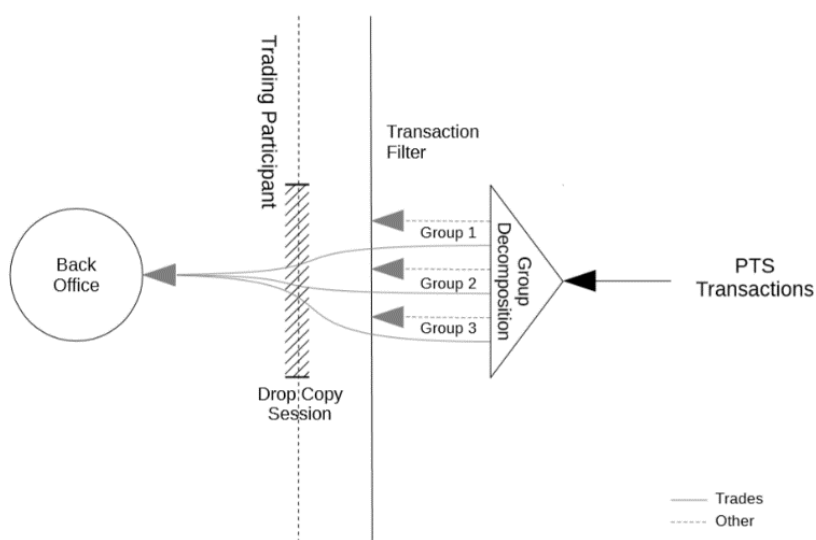 Trading Participant
Transaction
Filter
Group 1
Group 2
Group 3
Group
Decomposition
Back
Office
PTS
Transactions
Drop Copy
Session
Trades
Other